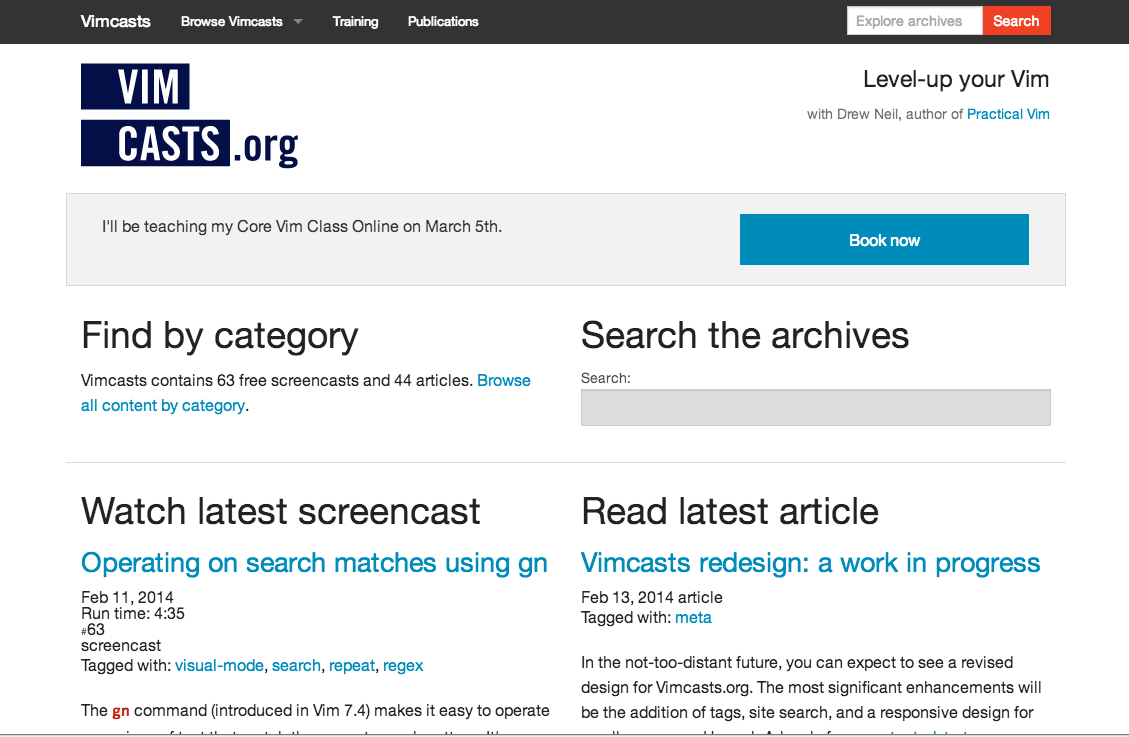 Vimcasts Browse Vimcasts Training Publications Explore archives Search
VIM
CASTS.org
Level-up your Vim
with Drew Neil, author of Practical Vim
I'll be teaching my Core Vim Class Online on March 5th.
Book now
Find by category
Vimcasts contains 63 free screencasts and 44 articles. Browse
all content by category.
Search the archives
Search:
Watch latest screencast
Operating on search matches using gn
Feb 11, 2014
Run time: 4:35
#63
screencast
Tagged with: visual-mode, search, repeat, regex
The gn command (introduced in Vim 7.4) makes it easy to operate
Read latest article
Vimcasts redesign: a work in progress
Feb 13, 2014 article
Tagged with: meta
In the not-too-distant future, you can expect to see a revised
design for Vimcasts.org. The most significant enhancements will
be the addition of tags, site search, and a responsive design for